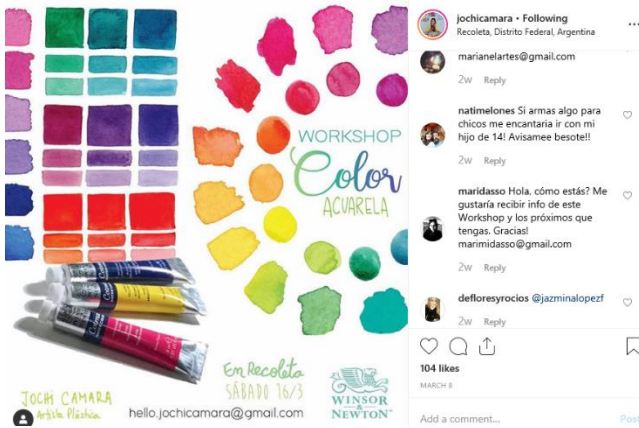 WORKSHOP
Color
ACUARELA
En Recoleta
SÁBADO 16/3
JOCHI CAMARA
Artista Plástica
hello.jochicamara@gmail.com
WINSOR
&
NEWTON™
jochicamara • Following
Recoleta, Distrito Federal, Argentina
marianelartes@gmail.com
2w Reply
natimelones Si armas algo para
chicos me encantaria ir con mi
hijo de 14! Avisamee besote!!
2w Reply
maridasso Hola, cómo estás? Me
gustaría recibir info de este
Workshop y los próximos que
tengas. Gracias!
marimidasso@gmail.com
2w Reply
defloresyrocios @jazminalopezf
2w Reply
104 likes
MARCH 8
Add a comment...
Post